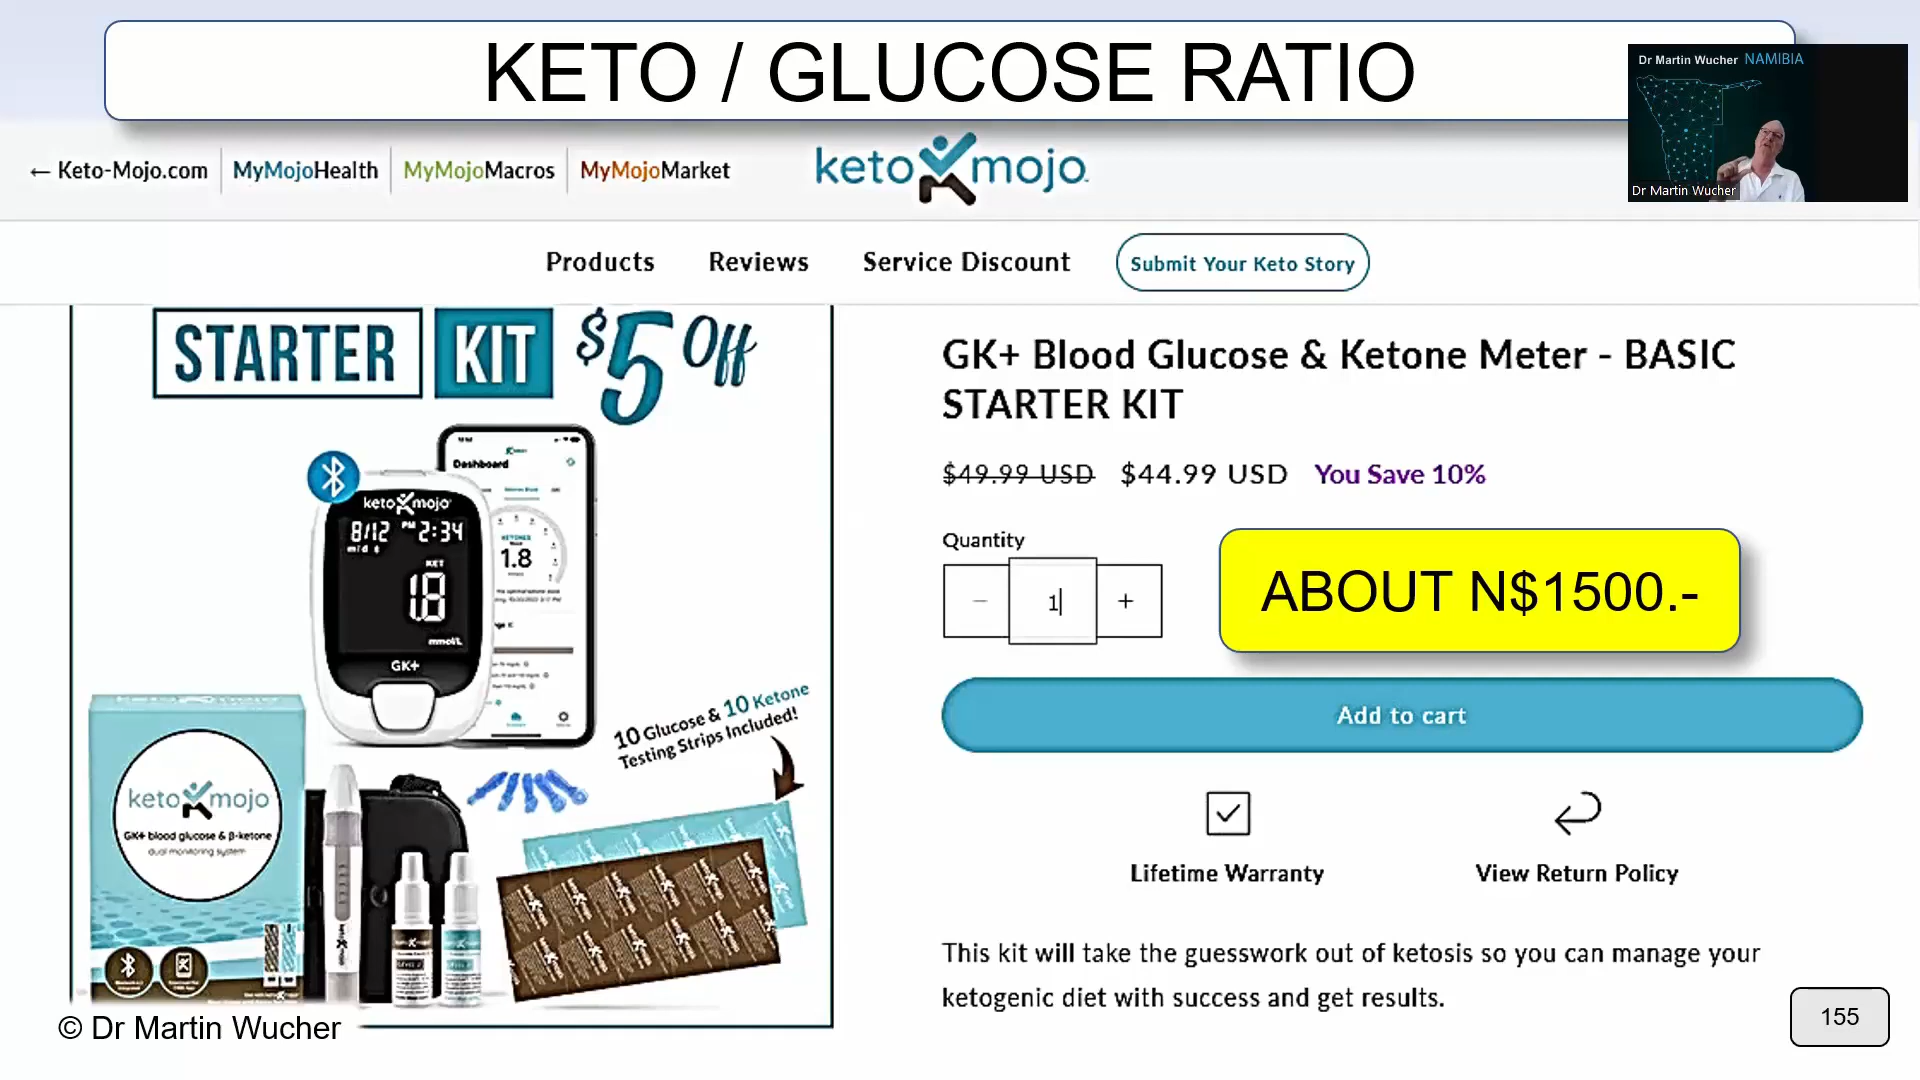 KETO / GLUCOSE RATIO
Dr Martin Wucher NAMIBIA
Dr Martin Wucher
← Keto-Mojo.com
MyMojoHealth
MyMojoMacros
MyMojoMarket
keto mojo
Products
Reviews
Service Discount
Submit Your Keto Story
STARTER KIT $5 Off
Dashboard
1.8
keto mojo
8/12 PM 2:34
KET
1.8
mmol/L
GK+
10 Glucose & 10 Ketone
Testing Strips Included!
keto mojo
GK+ blood glucose & β-ketone
dual monitoring system
GK+ Blood Glucose & Ketone Meter - BASIC
STARTER KIT
$49.99 USD $44.99 USD You Save 10%
Quantity
− 1 +
ABOUT N$1500.-
Add to cart
Lifetime Warranty
View Return Policy
This kit will take the guesswork out of ketosis so you can manage your
ketogenic diet with success and get results.
© Dr Martin Wucher
155